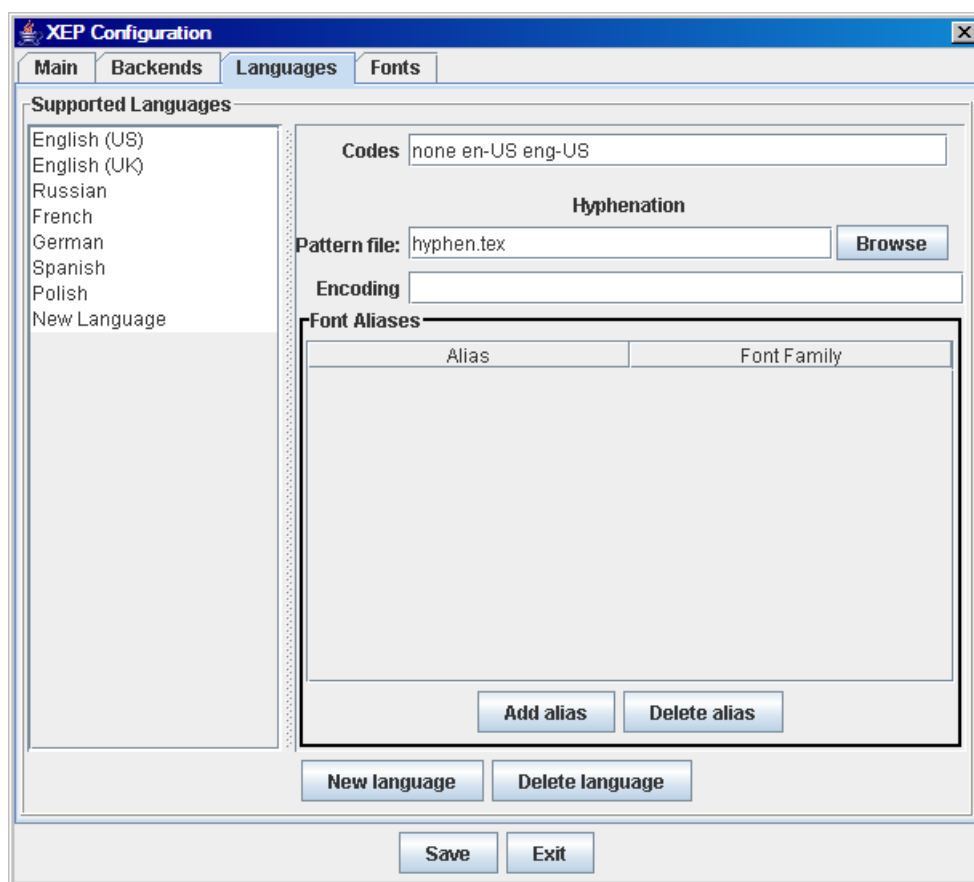 XEP Configuration
Main Backends Languages Fonts
Supported Languages
English (US)
English (UK)
Russian
French
German
Spanish
Polish
New Language
Codes none en-US eng-US
Hyphenation
Pattern file: hyphen.tex Browse
Encoding
Font Aliases
Alias Font Family
Add alias Delete alias
New language Delete language
Save Exit